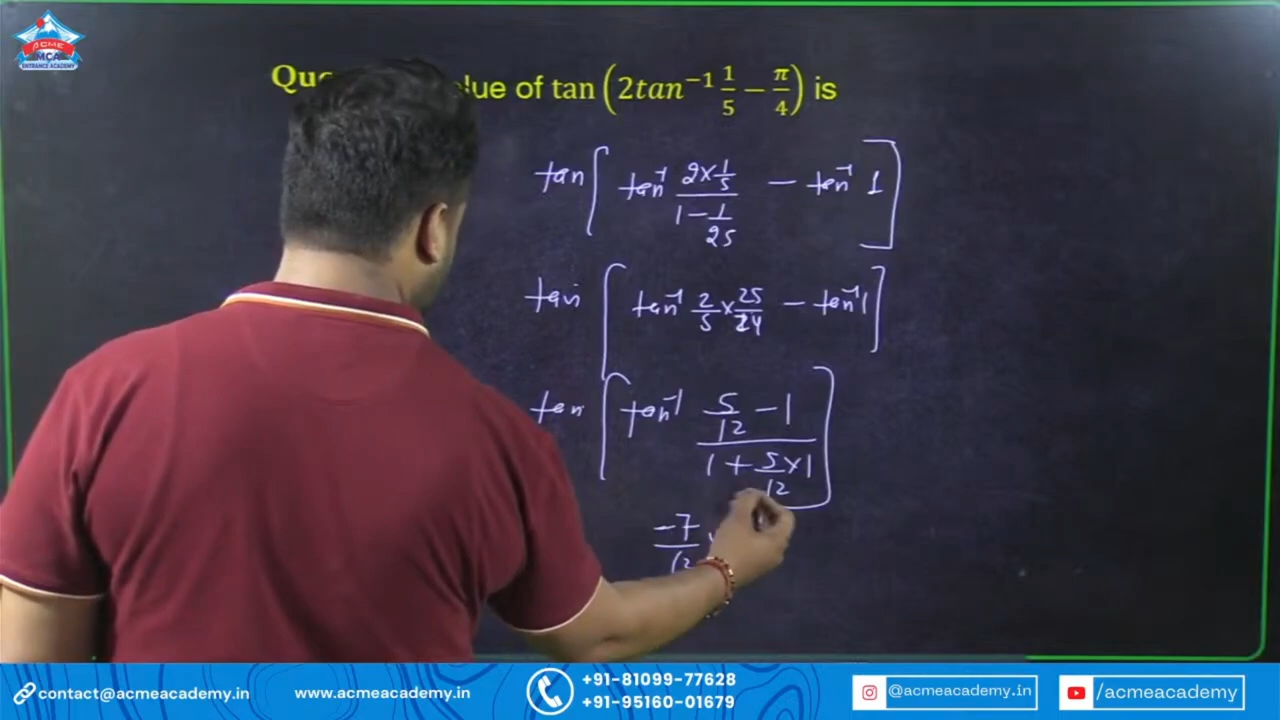 ACME
MCA
ENTRANCE ACADEMY
Que lue of tan (2tan⁻¹ 1/5 − π/4) is
tan [ tan⁻¹ (2×1/5)/(1−1/25) − tan⁻¹ 1 ]
tan [ tan⁻¹ 2/5 × 25/24 − tan⁻¹ 1 ]
tan [ tan⁻¹ (5/12 − 1)/(1 + 5/12 × 1) ]
−7/12
contact@acmeacademy.in
www.acmeacademy.in
+91-81099-77628
+91-95160-01679
@acmeacademy.in
/acmeacademy